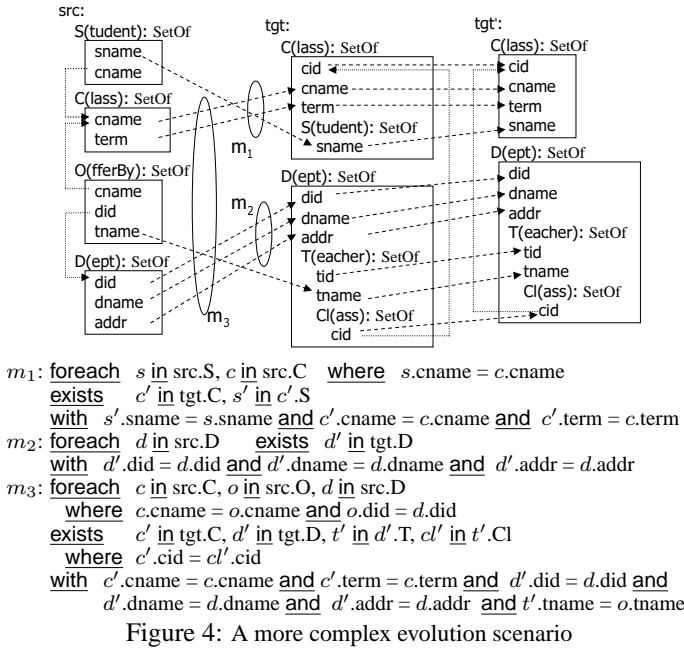 src:
S(tudent): SetOf
sname
cname
C(lass): SetOf
cname
term
O(fferBy): SetOf
cname
did
tname
D(ept): SetOf
did
dname
addr
m1
m2
m3
tgt:
C(lass): SetOf
cid
cname
term
S(tudent): SetOf
sname
D(ept): SetOf
did
dname
addr
T(eacher): SetOf
tid
tname
Cl(ass): SetOf
cid
tgt':
C(lass): SetOf
cid
cname
term
sname
D(ept): SetOf
did
dname
addr
T(eacher): SetOf
tid
tname
Cl(ass): SetOf
cid
m1: foreach s in src.S, c in src.C where s.cname = c.cname
exists c′ in tgt.C, s′ in c′.S
with s′.sname = s.sname and c′.cname = c.cname and c′.term = c.term
m2: foreach d in src.D exists d′ in tgt.D
with d′.did = d.did and d′.dname = d.dname and d′.addr = d.addr
m3: foreach c in src.C, o in src.O, d in src.D
where c.cname = o.cname and o.did = d.did
exists c′ in tgt.C, d′ in tgt.D, t′ in d′.T, cl′ in t′.Cl
where c′.cid = cl′.cid
with c′.cname = c.cname and c′.term = c.term and d′.did = d.did and
d′.dname = d.dname and d′.addr = d.addr and t′.tname = o.tname
Figure 4: A more complex evolution scenario